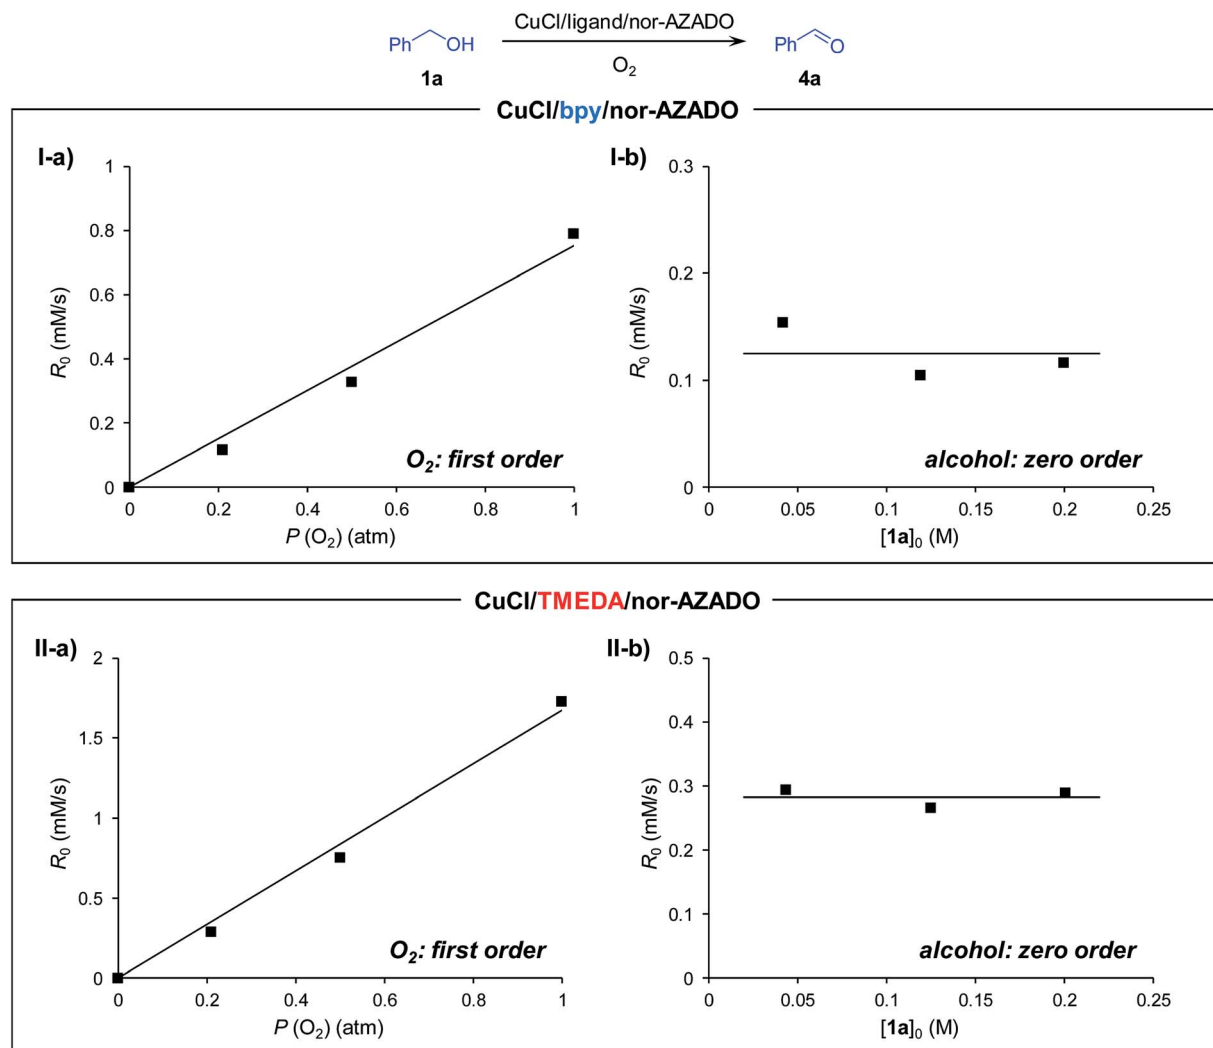 CuCl/ligand/nor-AZADO
Ph OH Ph O
O₂
1a 4a
CuCl/bpy/nor-AZADO
I-a)
1
0.8
0.6
0.4
0.2
0
R₀ (mM/s)
O₂: first order
0 0.2 0.4 0.6 0.8 1
P (O₂) (atm)
I-b)
0.3
0.2
0.1
0
R₀ (mM/s)
alcohol: zero order
0 0.05 0.1 0.15 0.2 0.25
[1a]₀ (M)
CuCl/TMEDA/nor-AZADO
II-a)
2
1.5
1
0.5
0
R₀ (mM/s)
O₂: first order
0 0.2 0.4 0.6 0.8 1
P (O₂) (atm)
II-b)
0.5
0.4
0.3
0.2
0.1
0
R₀ (mM/s)
alcohol: zero order
0 0.05 0.1 0.15 0.2 0.25
[1a]₀ (M)